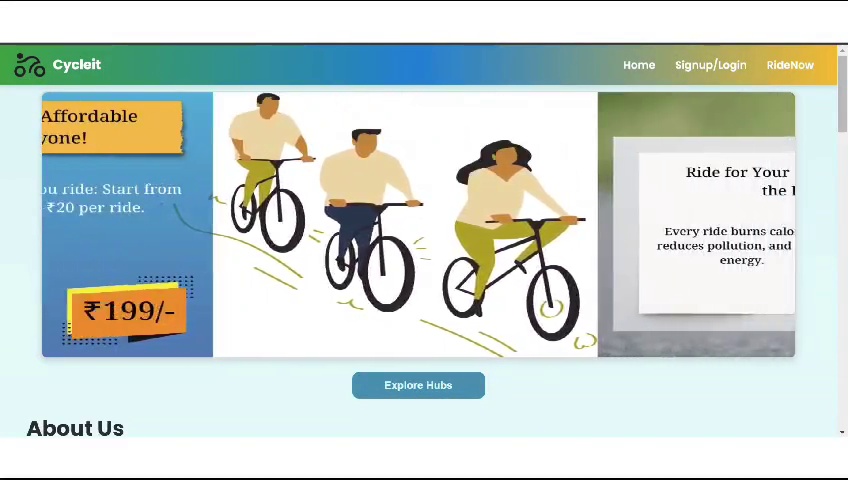 Cycleit
Home
Signup/Login
RideNow
Affordable
yone!
ou ride: Start from
₹20 per ride.
₹199/-
Ride for Your
the
Every ride burns calo
reduces pollution, and
energy.
Explore Hubs
About Us